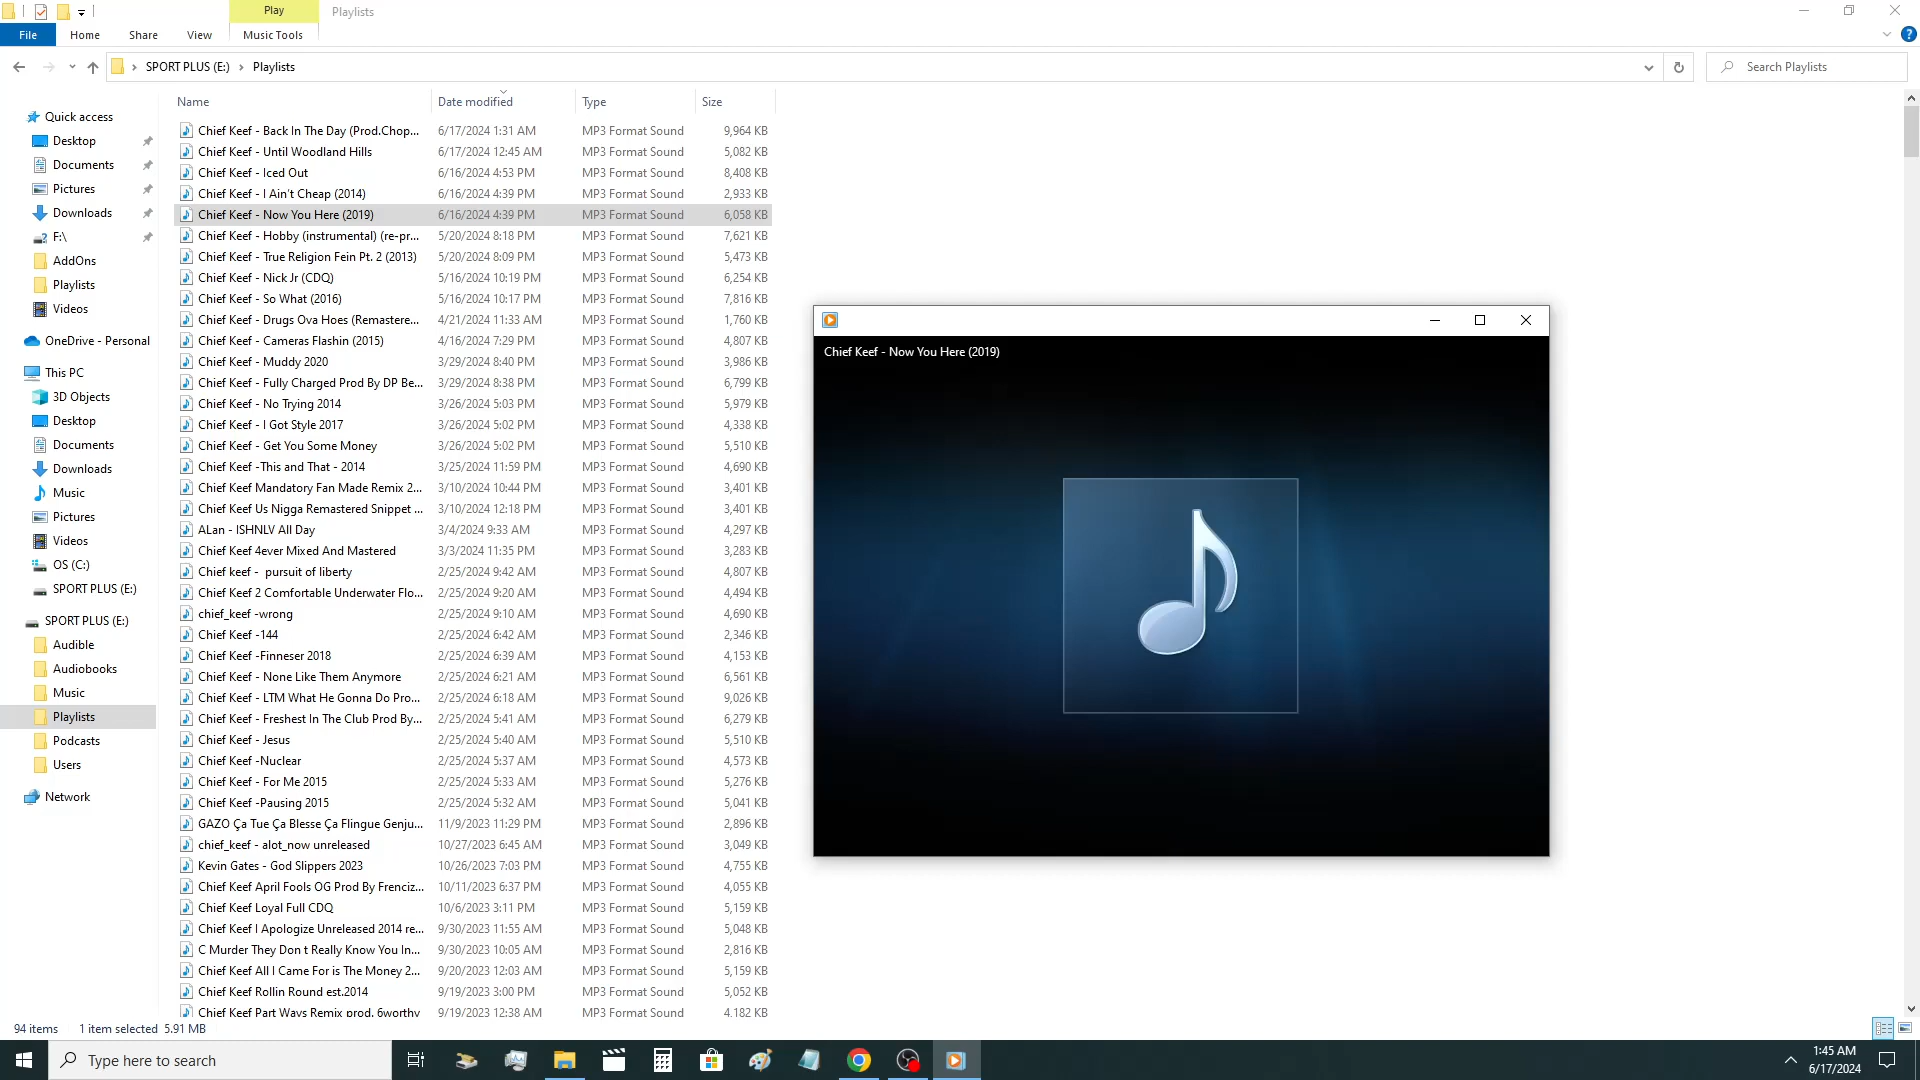 Play Playlists
File Home Share View Music Tools
SPORT PLUS (E:) Playlists Search Playlists
Name Date modified Type Size
Quick access
Desktop
Documents
Pictures
Downloads
F:\
AddOns
Playlists
Videos
OneDrive - Personal
This PC
3D Objects
Desktop
Documents
Downloads
Music
Pictures
Videos
OS (C:)
SPORT PLUS (E:)
SPORT PLUS (E:)
Audible
Audiobooks
Music
Playlists
Podcasts
Users
Network
Chief Keef - Back In The Day (Prod.Chop... 6/17/2024 1:31 AM MP3 Format Sound 9,964 KB
Chief Keef - Until Woodland Hills 6/17/2024 12:45 AM MP3 Format Sound 5,082 KB
Chief Keef - Iced Out 6/16/2024 4:53 PM MP3 Format Sound 8,408 KB
Chief Keef - I Ain't Cheap (2014) 6/16/2024 4:39 PM MP3 Format Sound 2,933 KB
Chief Keef - Now You Here (2019) 6/16/2024 4:39 PM MP3 Format Sound 6,058 KB
Chief Keef - Hobby (instrumental) (re-pr... 5/20/2024 8:18 PM MP3 Format Sound 7,621 KB
Chief Keef - True Religion Fein Pt. 2 (2013) 5/20/2024 8:09 PM MP3 Format Sound 5,473 KB
Chief Keef - Nick Jr (CDQ) 5/16/2024 10:19 PM MP3 Format Sound 6,254 KB
Chief Keef - So What (2016) 5/16/2024 10:17 PM MP3 Format Sound 7,816 KB
Chief Keef - Drugs Ova Hoes (Remastere... 4/21/2024 11:33 AM MP3 Format Sound 1,760 KB
Chief Keef - Cameras Flashin (2015) 4/16/2024 7:29 PM MP3 Format Sound 4,807 KB
Chief Keef - Muddy 2020 3/29/2024 8:40 PM MP3 Format Sound 3,986 KB
Chief Keef - Fully Charged Prod By DP Be... 3/29/2024 8:38 PM MP3 Format Sound 6,799 KB
Chief Keef - No Trying 2014 3/26/2024 5:03 PM MP3 Format Sound 5,979 KB
Chief Keef - I Got Style 2017 3/26/2024 5:02 PM MP3 Format Sound 4,338 KB
Chief Keef - Get You Some Money 3/26/2024 5:02 PM MP3 Format Sound 5,510 KB
Chief Keef -This and That - 2014 3/25/2024 11:59 PM MP3 Format Sound 4,690 KB
Chief Keef Mandatory Fan Made Remix 2... 3/10/2024 10:44 PM MP3 Format Sound 3,401 KB
Chief Keef Us Nigga Remastered Snippet ... 3/10/2024 12:18 PM MP3 Format Sound 3,401 KB
ALan - ISHNLV All Day 3/4/2024 9:33 AM MP3 Format Sound 4,297 KB
Chief Keef 4ever Mixed And Mastered 3/3/2024 11:35 PM MP3 Format Sound 3,283 KB
Chief keef - pursuit of liberty 2/25/2024 9:42 AM MP3 Format Sound 4,807 KB
Chief Keef 2 Comfortable Underwater Flo... 2/25/2024 9:20 AM MP3 Format Sound 4,494 KB
chief_keef -wrong 2/25/2024 9:10 AM MP3 Format Sound 4,690 KB
Chief Keef -144 2/25/2024 6:42 AM MP3 Format Sound 2,346 KB
Chief Keef -Finneser 2018 2/25/2024 6:39 AM MP3 Format Sound 4,153 KB
Chief Keef - None Like Them Anymore 2/25/2024 6:21 AM MP3 Format Sound 6,561 KB
Chief Keef - LTM What He Gonna Do Pro... 2/25/2024 6:18 AM MP3 Format Sound 9,026 KB
Chief Keef - Freshest In The Club Prod By... 2/25/2024 5:41 AM MP3 Format Sound 6,279 KB
Chief Keef - Jesus 2/25/2024 5:40 AM MP3 Format Sound 5,510 KB
Chief Keef -Nuclear 2/25/2024 5:37 AM MP3 Format Sound 4,573 KB
Chief Keef - For Me 2015 2/25/2024 5:33 AM MP3 Format Sound 5,276 KB
Chief Keef -Pausing 2015 2/25/2024 5:32 AM MP3 Format Sound 5,041 KB
GAZO Ça Tue Ça Blesse Ça Flingue Genju... 11/9/2023 11:29 PM MP3 Format Sound 2,896 KB
chief_keef - alot_now unreleased 10/27/2023 6:45 AM MP3 Format Sound 3,049 KB
Kevin Gates - God Slippers 2023 10/26/2023 7:03 PM MP3 Format Sound 4,755 KB
Chief Keef April Fools OG Prod By Frenciz... 10/11/2023 6:37 PM MP3 Format Sound 4,055 KB
Chief Keef Loyal Full CDQ 10/6/2023 3:11 PM MP3 Format Sound 5,159 KB
Chief Keef I Apologize Unreleased 2014 re... 9/30/2023 11:55 AM MP3 Format Sound 5,048 KB
C Murder They Don t Really Know You In... 9/30/2023 10:05 AM MP3 Format Sound 2,816 KB
Chief Keef All I Came For is The Money 2... 9/20/2023 12:03 AM MP3 Format Sound 5,159 KB
Chief Keef Rollin Round est.2014 9/19/2023 3:00 PM MP3 Format Sound 5,052 KB
Chief Keef Part Ways Remix prod. 6worthy 9/19/2023 12:38 AM MP3 Format Sound 4,182 KB
Chief Keef - Now You Here (2019)
94 items 1 item selected 5.91 MB
Type here to search
1:45 AM
6/17/2024